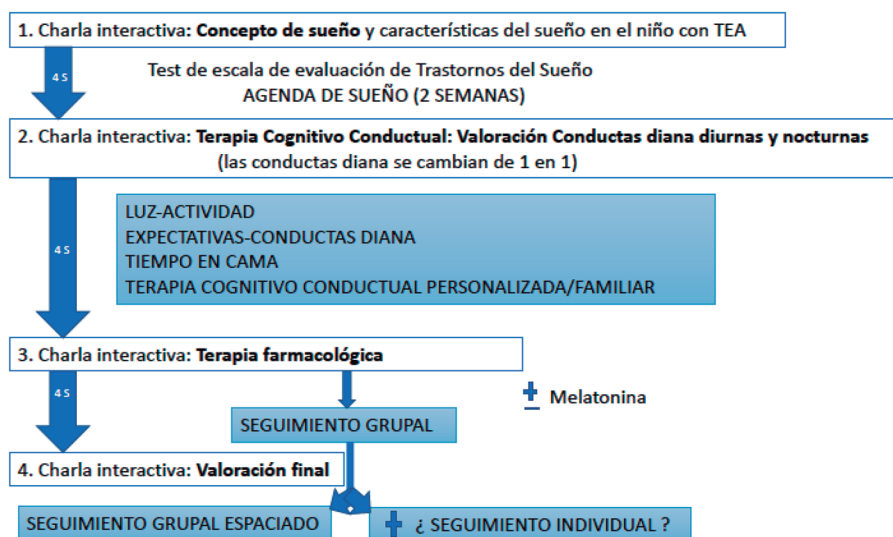 1. Charla interactiva: Concepto de sueño y características del sueño en el niño con TEA
4 S
Test de escala de evaluación de Trastornos del Sueño
AGENDA DE SUEÑO (2 SEMANAS)
2. Charla interactiva: Terapia Cognitivo Conductual: Valoración Conductas diana diurnas y nocturnas
(las conductas diana se cambian de 1 en 1)
4 S
LUZ-ACTIVIDAD
EXPECTATIVAS-CONDUCTAS DIANA
TIEMPO EN CAMA
TERAPIA COGNITIVO CONDUCTUAL PERSONALIZADA/FAMILIAR
3. Charla interactiva: Terapia farmacológica
4 S
± Melatonina
SEGUIMIENTO GRUPAL
4. Charla interactiva: Valoración final
SEGUIMIENTO GRUPAL ESPACIADO
+ ¿ SEGUIMIENTO INDIVIDUAL ?